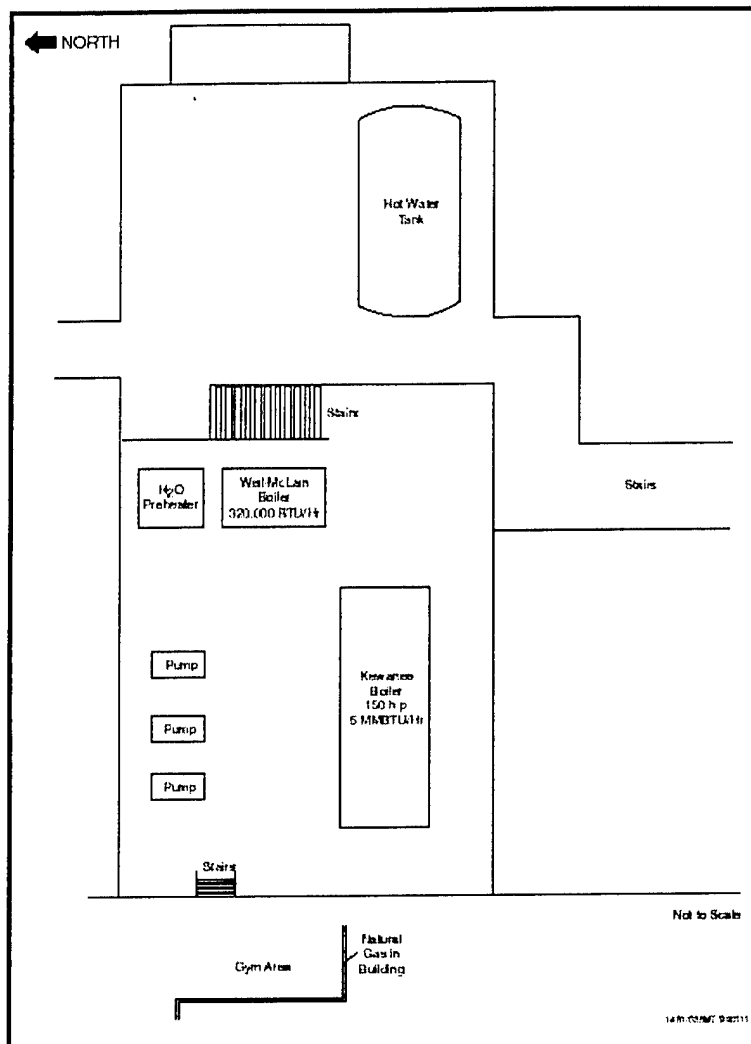 NORTH
Hot Water
Tank
Stairs
H2O
Preheater
Weil-McLain
Boiler
320,000 BTU/Hr
Stairs
Pump
Kewanee
Boiler
150 h p
6 MMBTU/Hr
Pump
Pump
Stairs
Not to Scale
Natural
Gas in
Building
Gym Area